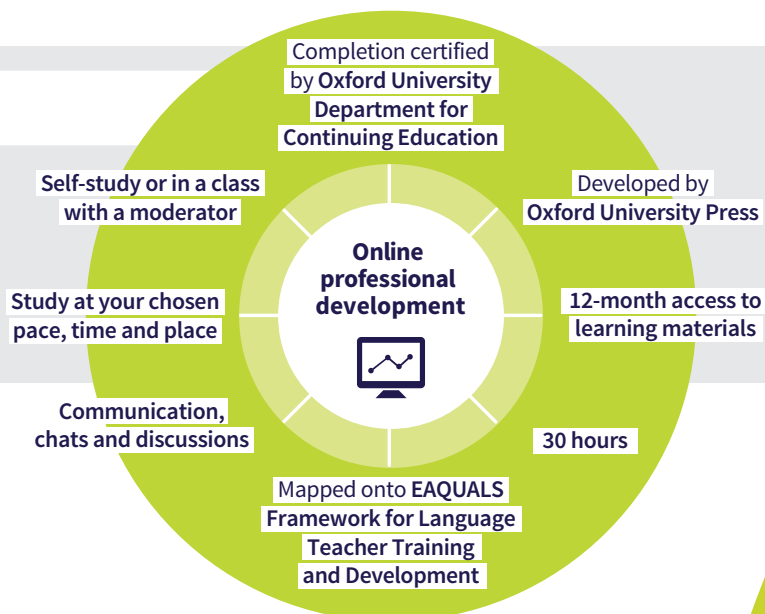 Completion certified
by Oxford University
Department for
Continuing Education
Self-study or in a class
with a moderator
Developed by
Oxford University Press
Online
professional
development
Study at your chosen
pace, time and place
12-month access to
learning materials
Communication,
chats and discussions
30 hours
Mapped onto EAQUALS
Framework for Language
Teacher Training
and Development